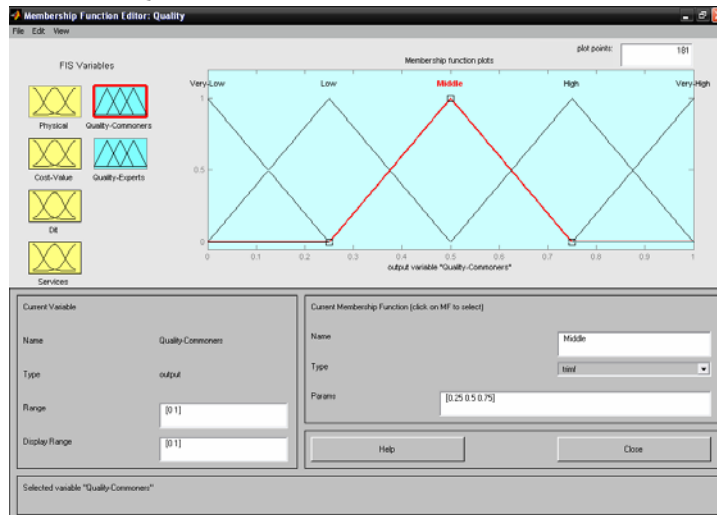 Membership Function Editor: Quality
File Edit View
FIS Variables
Physical Quality-Commoners
Cost-Value Quality-Experts
Dit
Services
plot points: 181
Membership function plots
Very-Low Low Middle High Very-High
1
0.5
0
0 0.1 0.2 0.3 0.4 0.5 0.6 0.7 0.8 0.9 1
output variable "Quality-Commoners"
Current Variable
Name Quality-Commoners
Type output
Range [0 1]
Display Range [0 1]
Current Membership Function (click on MF to select)
Name Middle
Type trimf
Params [0.25 0.5 0.75]
Help Close
Selected variable "Quality-Commoners"